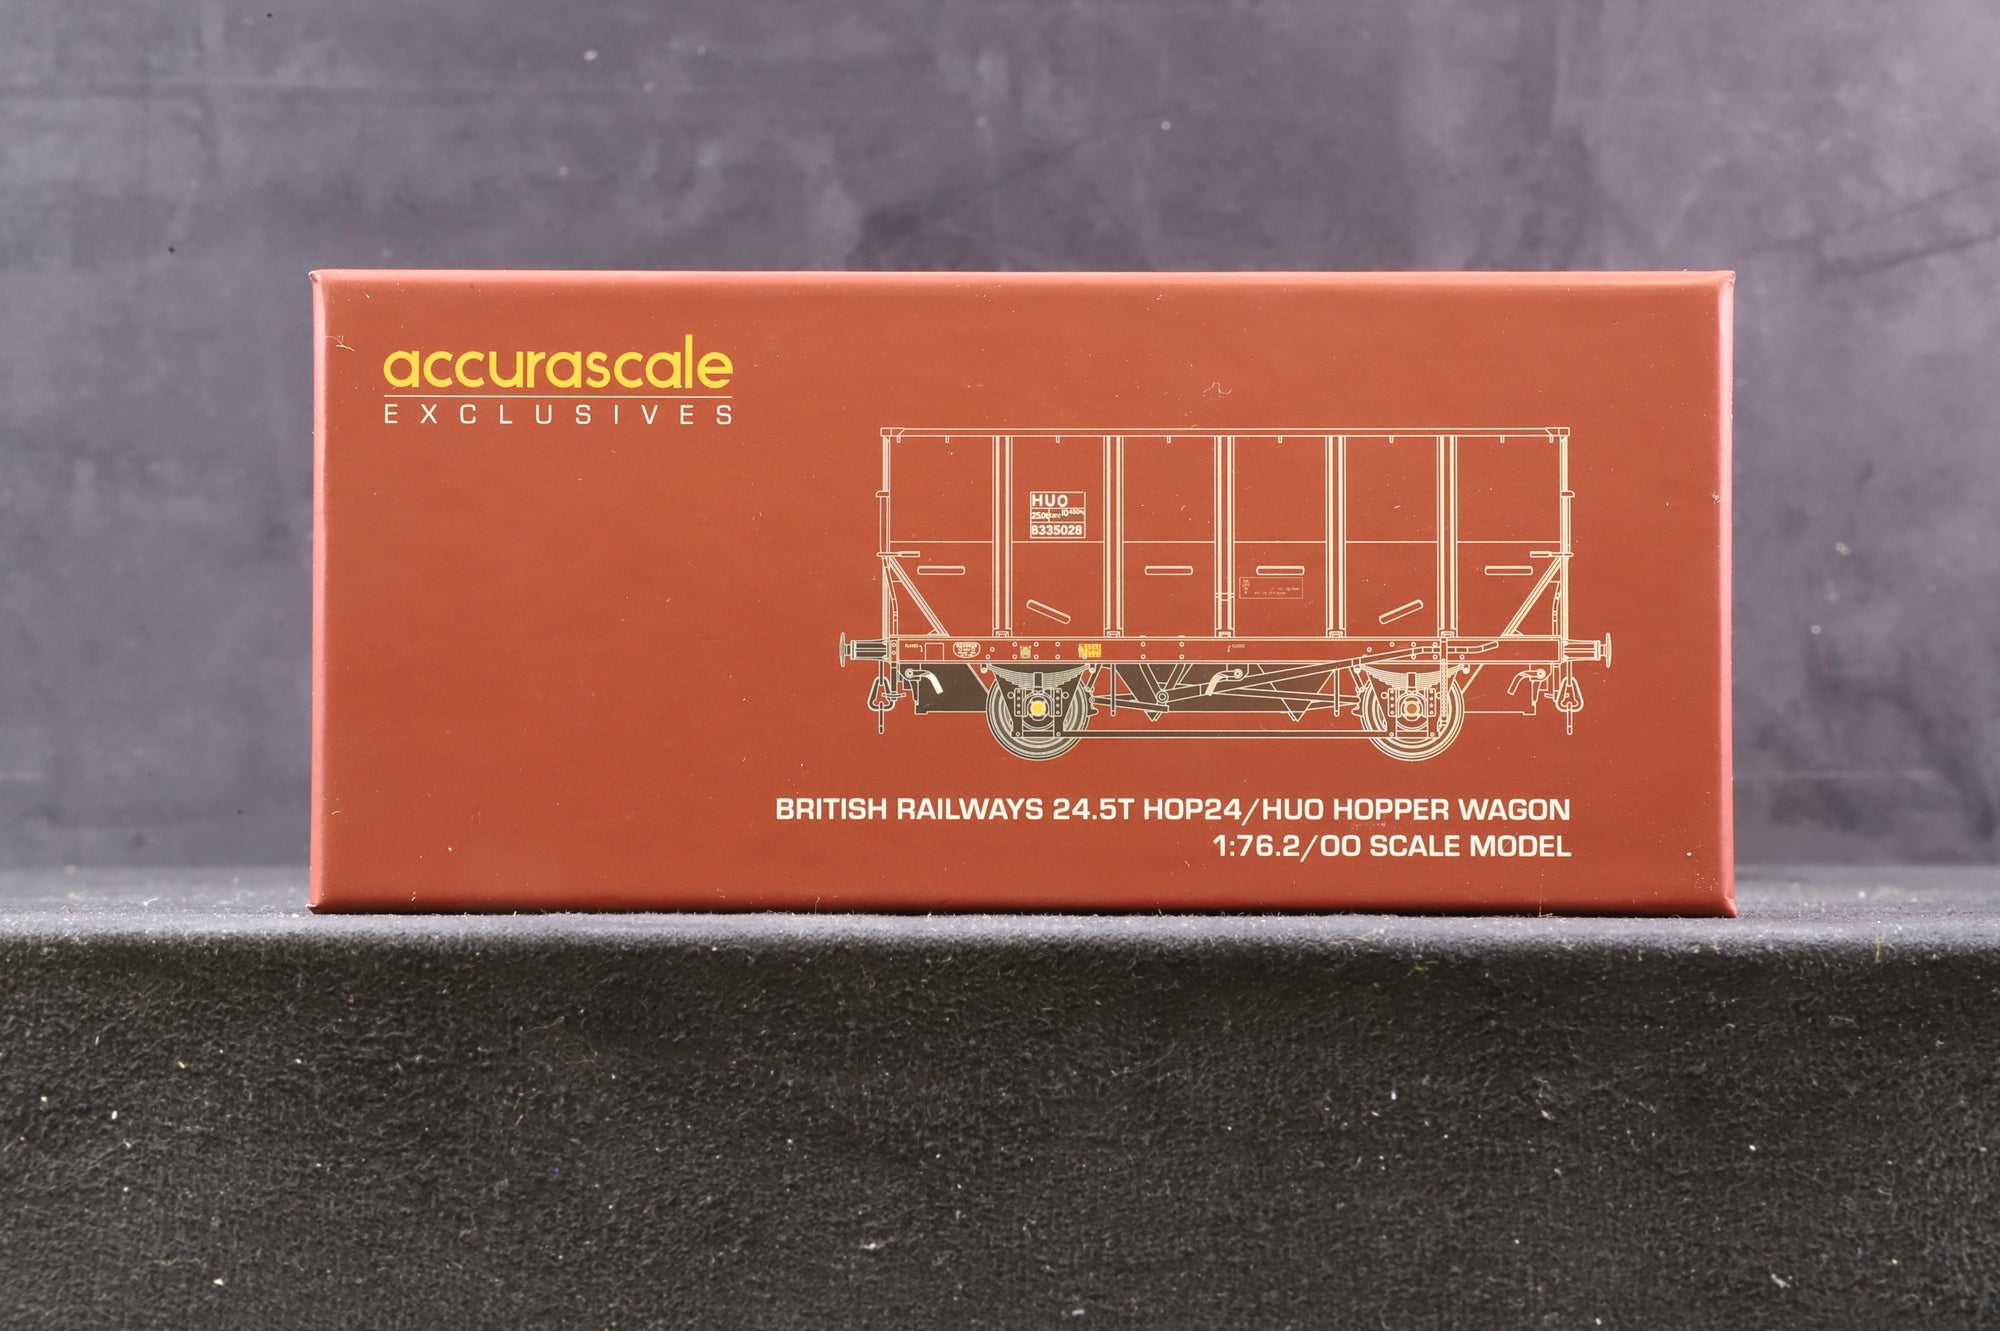 accurascale
EXCLUSIVES
HUO
B335028
BRITISH RAILWAYS 24.5T HOP24/HUO HOPPER WAGON
1:76.2/OO SCALE MODEL